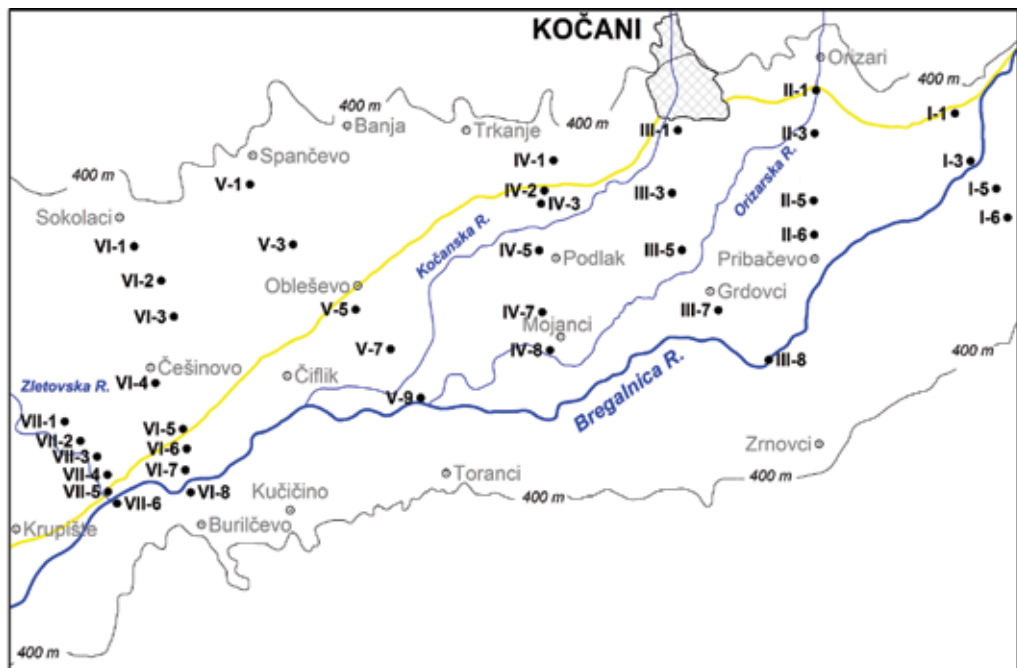 KOČANI
Orizari
400 m
II-1
400 m
Banja
Trkanje
400 m
I-1
III-1
II-3
Spančevo
IV-1
I-3
400 m
V-1
IV-2
III-3
Orizarska R.
I-5
IV-3
II-5
Sokolaci
I-6
Kočanska R.
II-6
VI-1
V-3
IV-5
Podlak
III-5
Pribačevo
VI-2
Obleševo
Grdovci
V-5
IV-7
III-7
VI-3
Mojanci
V-7
IV-8
400 m
III-8
Češinovo
Čiflik
Zletovska R.
VI-4
Bregalnica R.
V-9
VII-1
VI-5
VII-2
Zrnovci
VI-6
VII-3
VI-7
VII-4
Toranci
400 m
VII-5
VI-8
Kučičino
400 m
VII-6
Krupište
Burilčevo
400 m